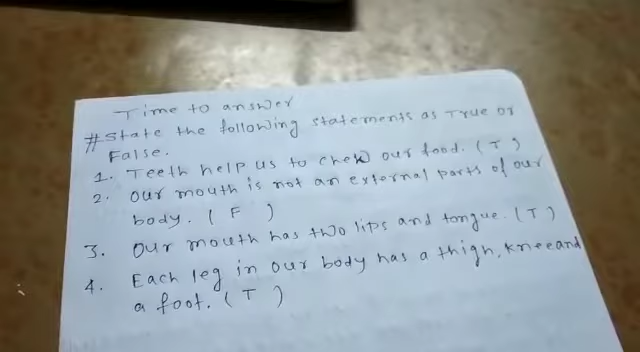 Time to answer
# State the following statements as True or
False.
1. Teeth help us to chew our food. (T)
2. Our mouth is not an external parts of our
body. ( F )
3. Our mouth has two lips and tongue. (T)
4. Each leg in our body has a thigh, knee and
a foot. ( T )